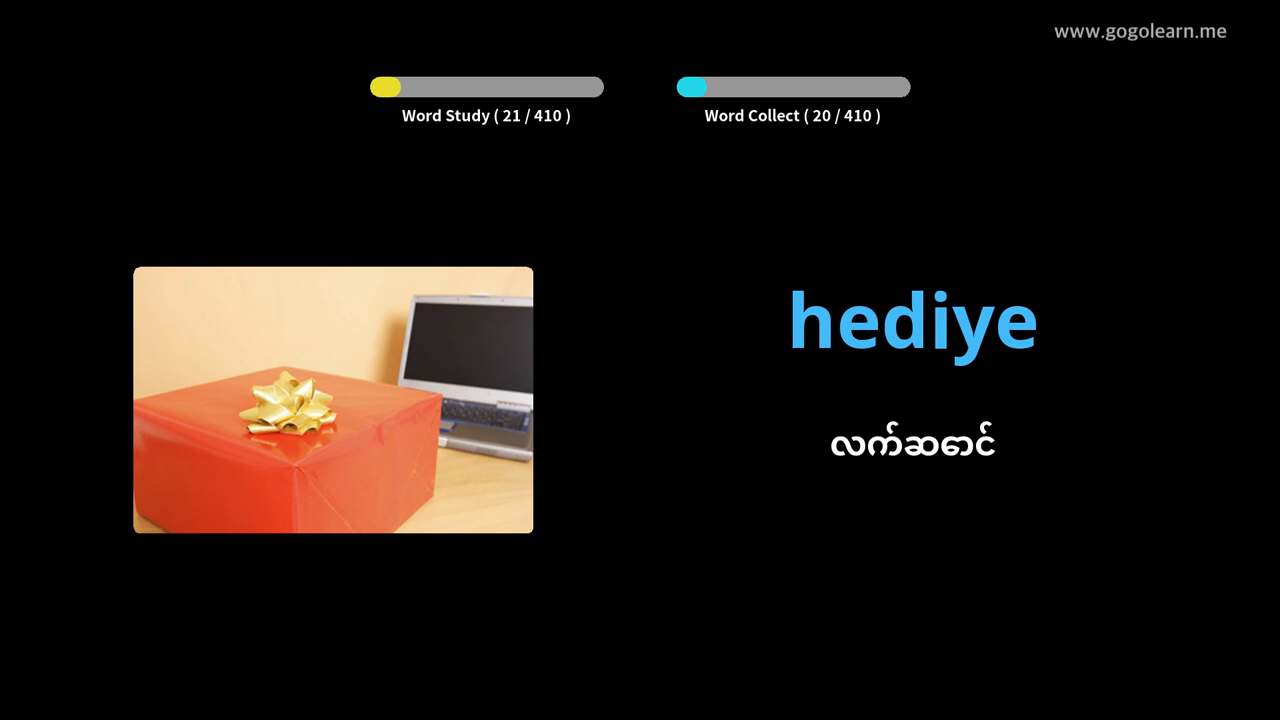 www.gogolearn.me
Word Study ( 21 / 410 )
Word Collect ( 20 / 410 )
hediye
လက်ဆောင်